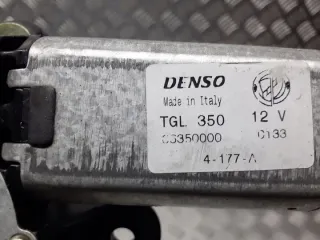 DENSO
Made in Italy
TGL 350 12 V
C133
4-177-A